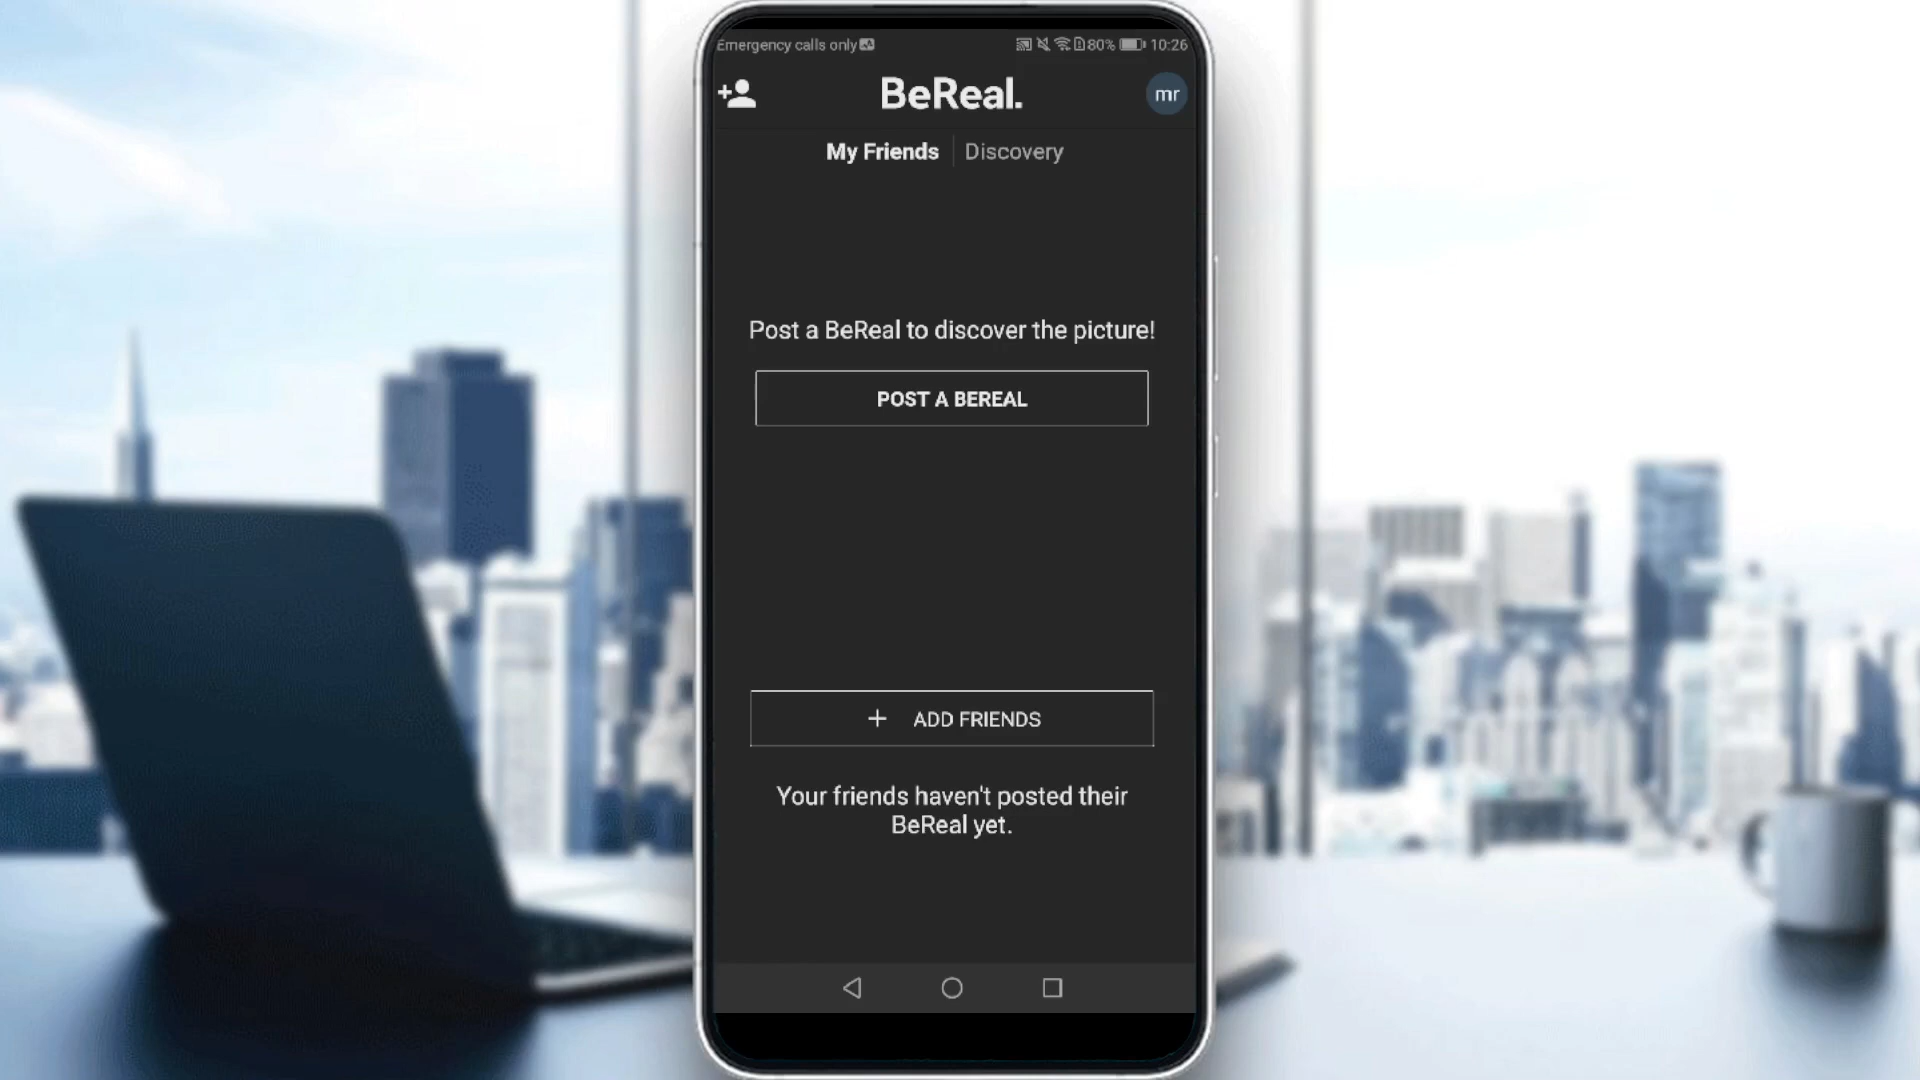 Emergency calls only
80% 10:26
BeReal.
mr
My Friends
Discovery
Post a BeReal to discover the picture!
POST A BEREAL
+ ADD FRIENDS
Your friends haven't posted their
BeReal yet.